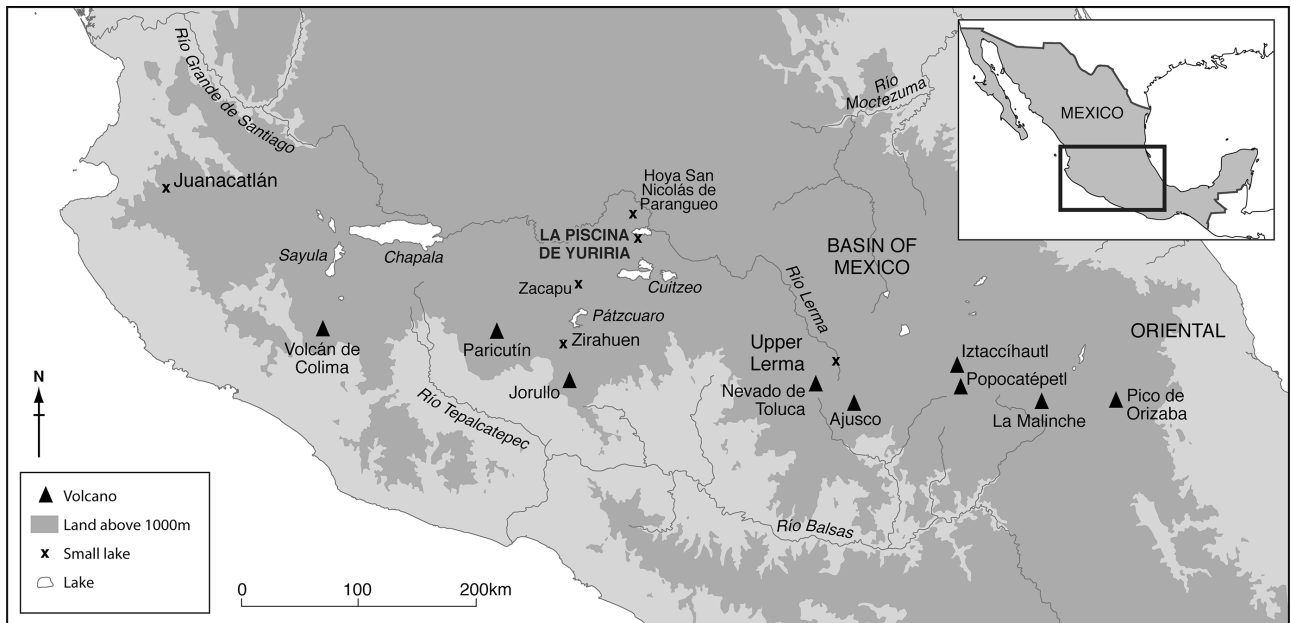 Río Grande de Santiago
Río
Moctezuma
MEXICO
Juanacatlán
Hoya San
Nicolás de
Parangueo
LA PISCINA
DE YURIRIA
Sayula
Chapala
BASIN OF
MEXICO
Zacapu
Cuitzeo
Río Lerma
Pátzcuaro
Zirahuen
Volcán de
Colima
Paricutín
Jorullo
Upper
Lerma
ORIENTAL
Iztaccíhautl
Popocatépetl
Nevado de
Toluca
Ajusco
La Malinche
Pico de
Orizaba
N
Río Tepalcatepec
Río Balsas
Volcano
Land above 1000m
x Small lake
Lake
0 100 200km